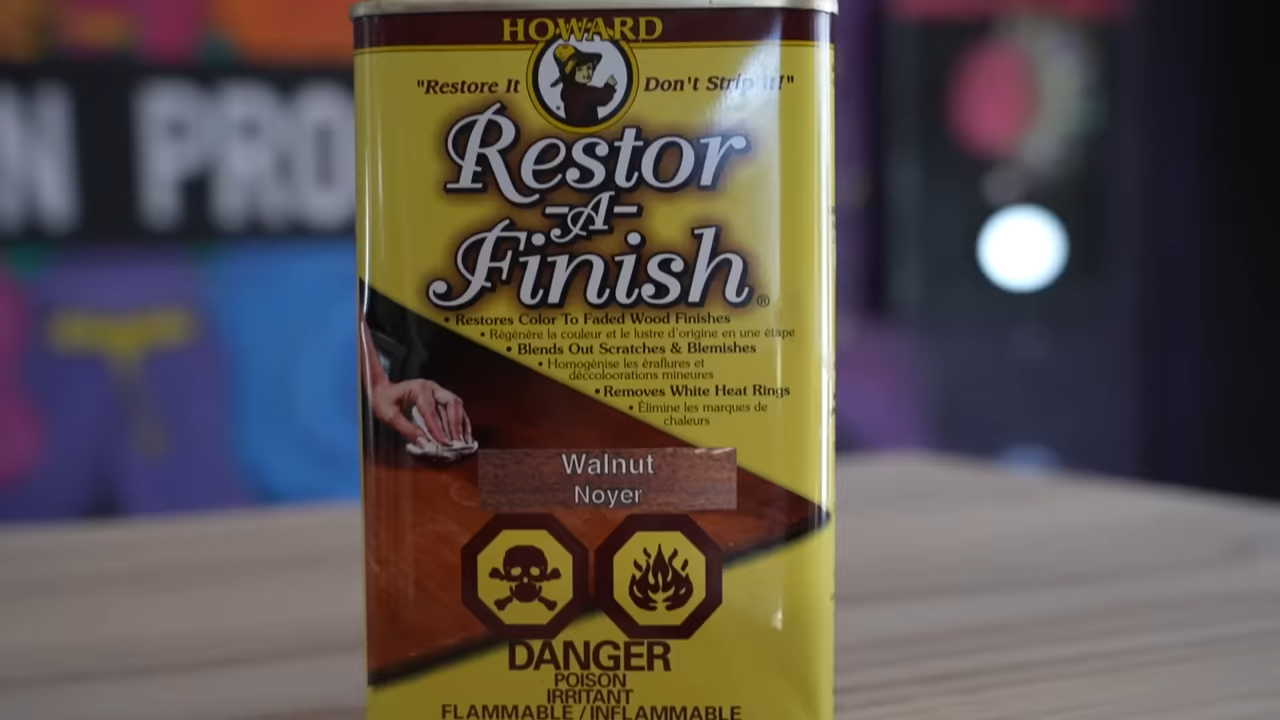 N PRO
HOWARD
"Restore It Don't Strip It!"
Restor
-A-
Finish®
• Restores Color To Faded Wood Finishes
• Régénère la couleur et le lustre d'origine en une étape
• Blends Out Scratches & Blemishes
• Homogénise les éraflures et
déccoloorations mineures
• Removes White Heat Rings
• Élimine les marques de
chaleurs
Walnut
Noyer
DANGER
POISON
IRRITANT
FLAMMABLE / INFLAMMABLE